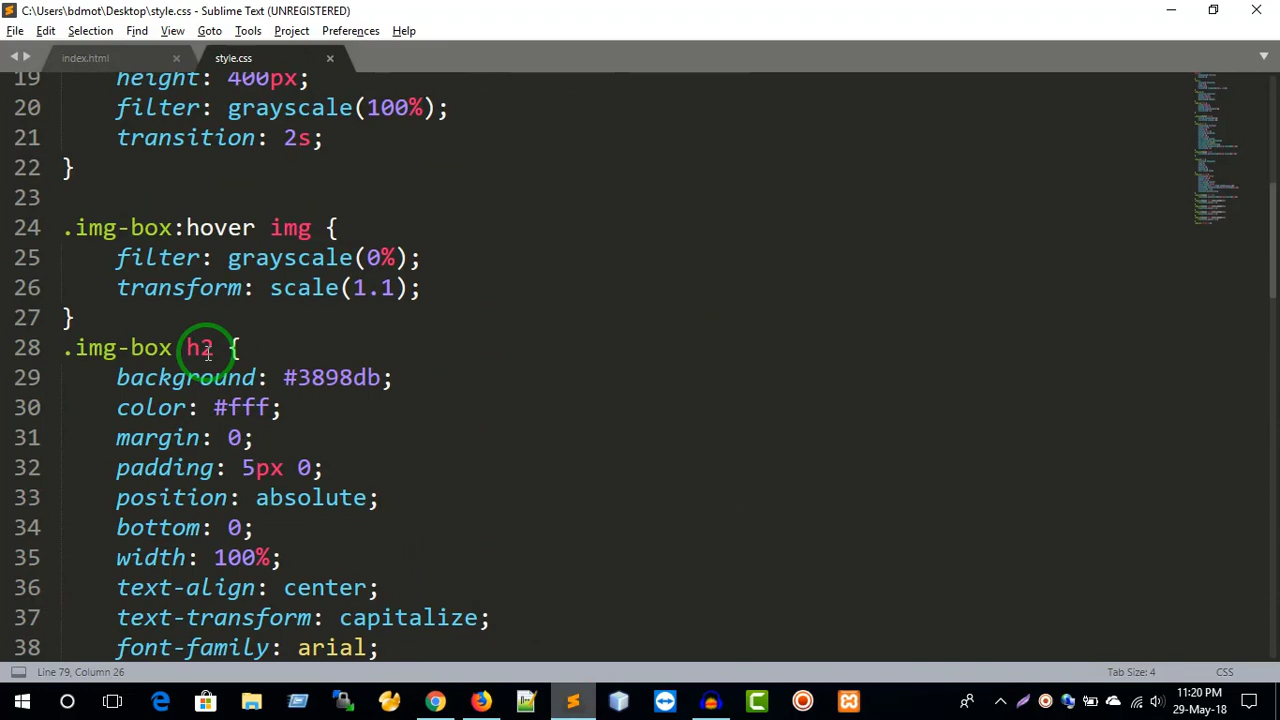 C:\Users\bdmot\Desktop\style.css - Sublime Text (UNREGISTERED)
File Edit Selection Find View Goto Tools Project Preferences Help
index.html style.css
19 height: 400px;
20 filter: grayscale(100%);
21 transition: 2s;
22 }
23
24 .img-box:hover img {
25 filter: grayscale(0%);
26 transform: scale(1.1);
27 }
28 .img-box h2 {
29 background: #3898db;
30 color: #fff;
31 margin: 0;
32 padding: 5px 0;
33 position: absolute;
34 bottom: 0;
35 width: 100%;
36 text-align: center;
37 text-transform: capitalize;
38 font-family: arial;
Line 79, Column 26 Tab Size: 4 CSS
11:20 PM
29-May-18